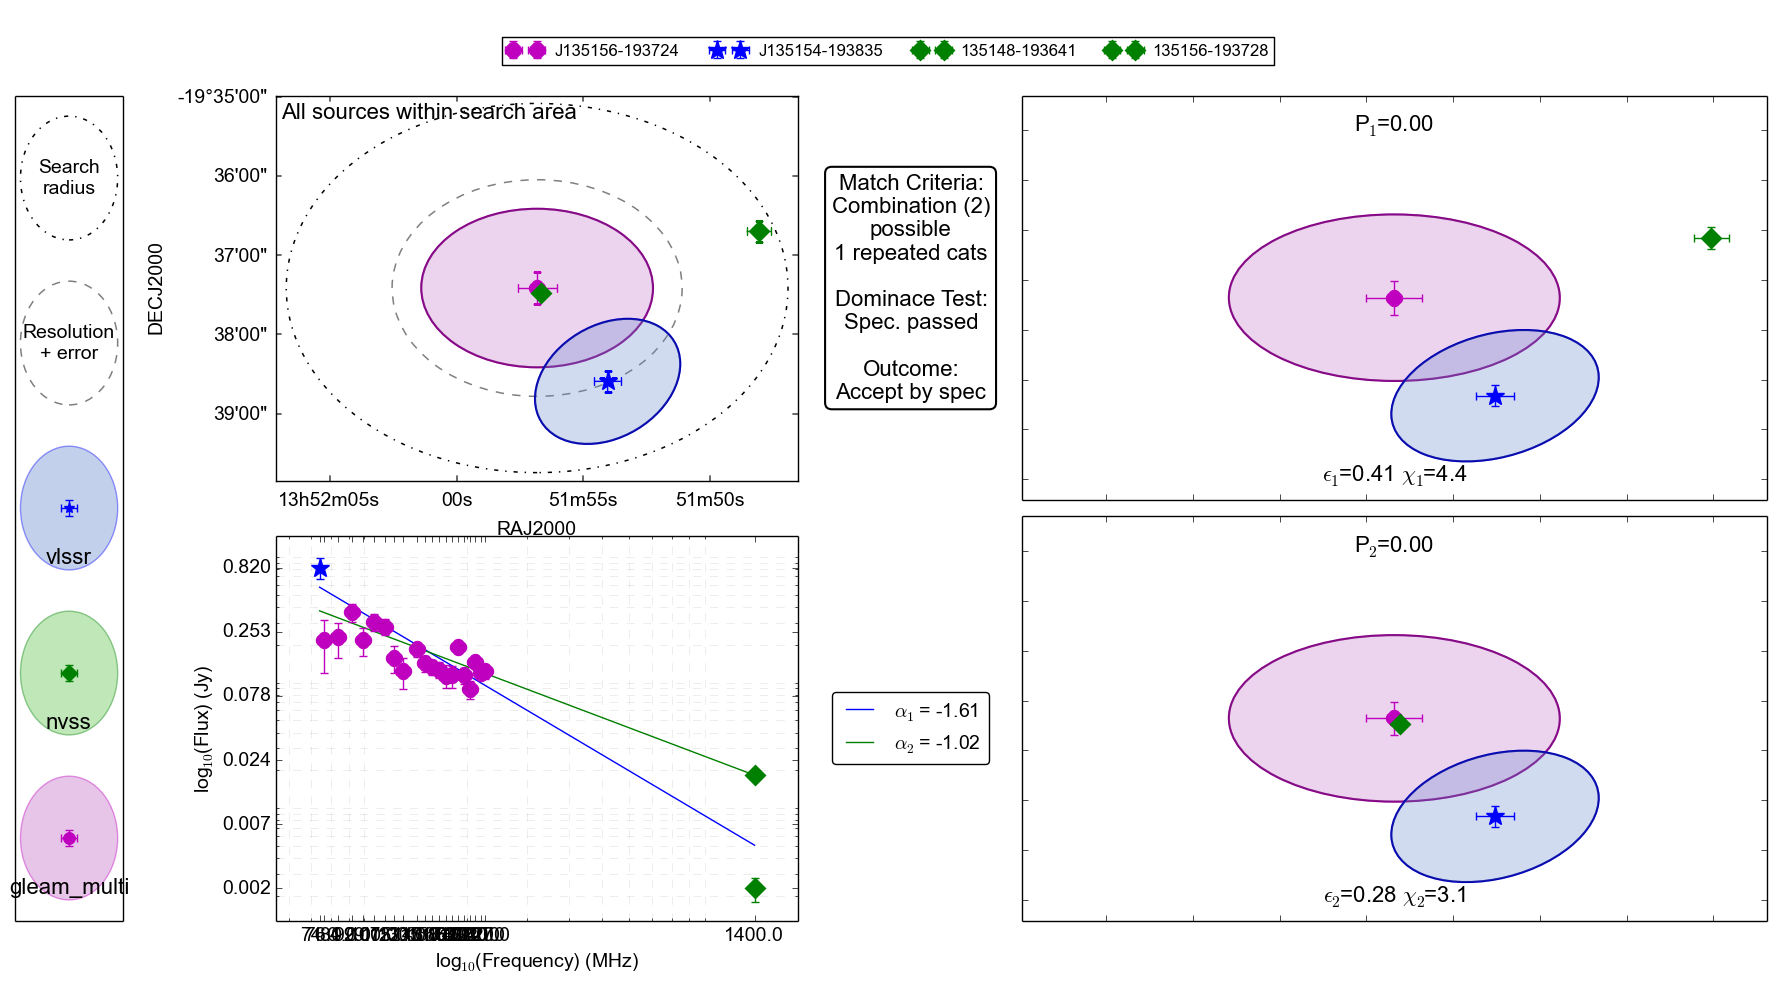 J135156-193724 J135154-193835 135148-193641 135156-193728
Search
radius
Resolution
+ error
vlssr
nvss
gleam_multi
All sources within search area
-19°35'00"
36'00"
37'00"
38'00"
39'00"
DECJ2000
13h52m05s 00s 51m55s 51m50s
RAJ2000
Match Criteria:
Combination (2)
possible
1 repeated cats
Dominace Test:
Spec. passed
Outcome:
Accept by spec
P1=0.00
ϵ1=0.41 χ1=4.4
0.820
0.253
0.078
0.024
0.007
0.002
log10(Flux) (Jy)
1400.0
log10(Frequency) (MHz)
α1 = -1.61
α2 = -1.02
P2=0.00
ϵ2=0.28 χ2=3.1